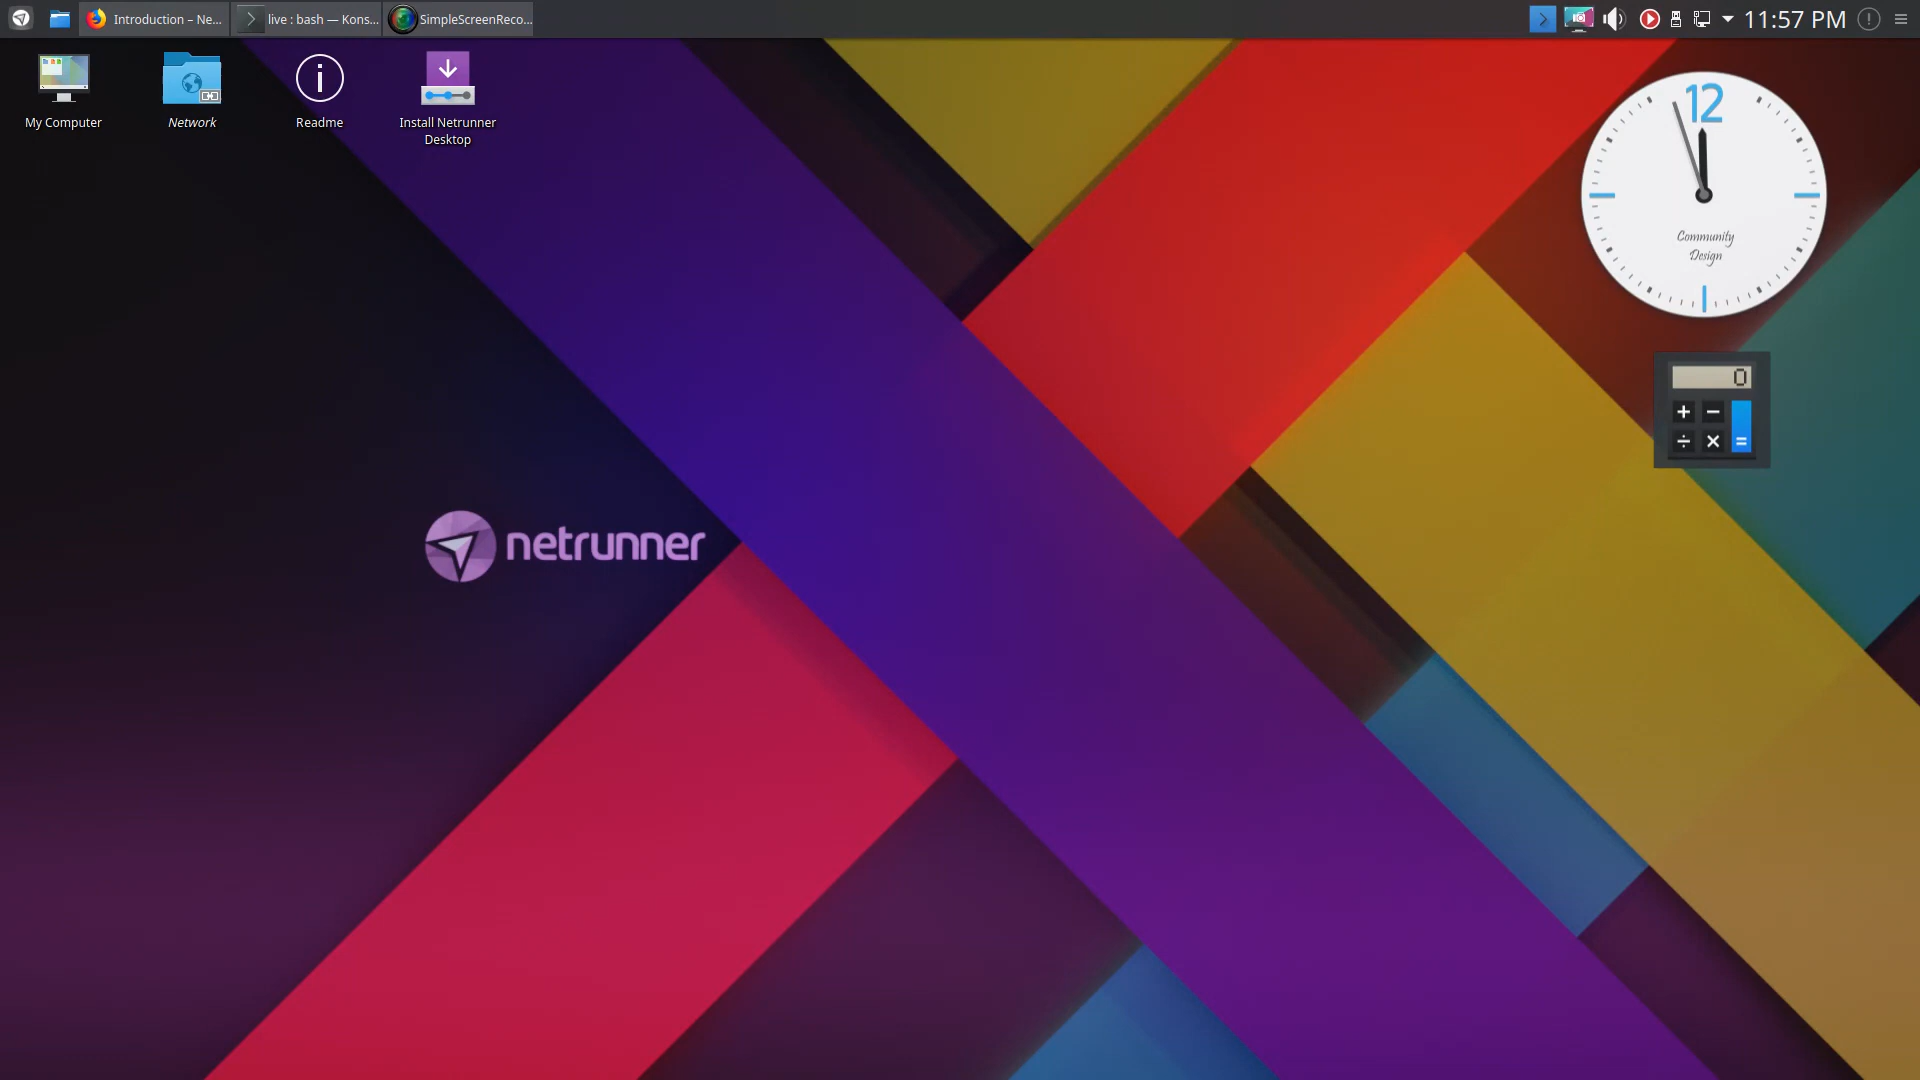 Introduction – Ne...
live : bash — Kons...
SimpleScreenReco...
11:57 PM
My Computer
Network
Readme
Install Netrunner
Desktop
12
Community
Design
0
+ −
÷ × =
netrunner